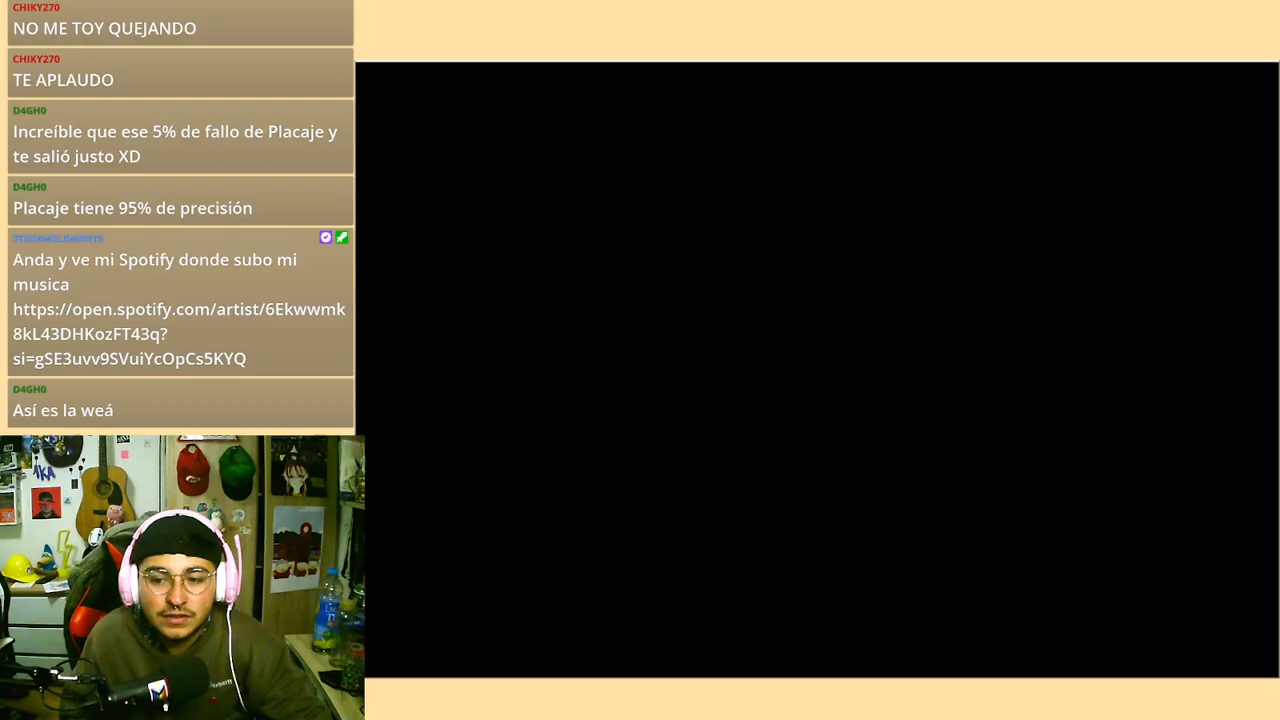 CHIKY270
NO ME TOY QUEJANDO
CHIKY270
TE APLAUDO
D4GH0
Increíble que ese 5% de fallo de Placaje y
te salió justo XD
D4GH0
Placaje tiene 95% de precisión
STREAMELEMENTS
Anda y ve mi Spotify donde subo mi
musica
https://open.spotify.com/artist/6Ekwwmk
8kL43DHKozFT43q?
si=gSE3uvv9SVuiYcOpCs5KYQ
D4GH0
Así es la weá